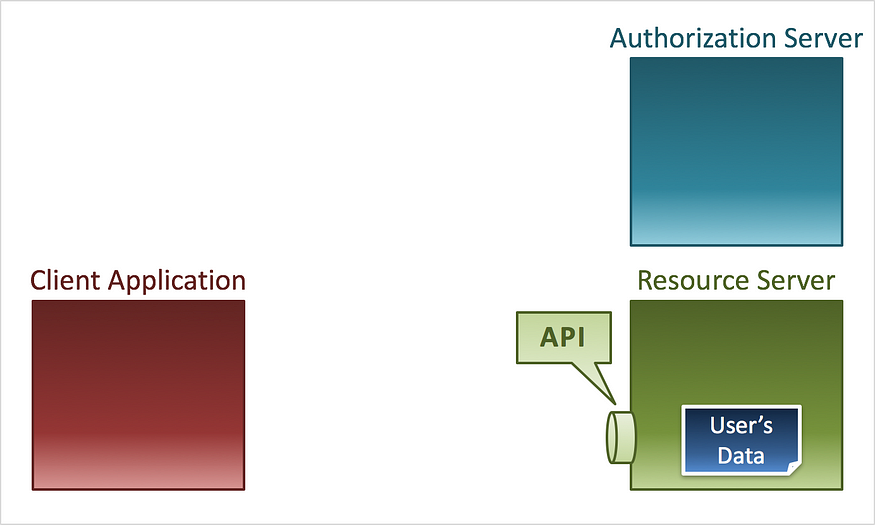 Authorization Server
Client Application
Resource Server
API
User’s
Data